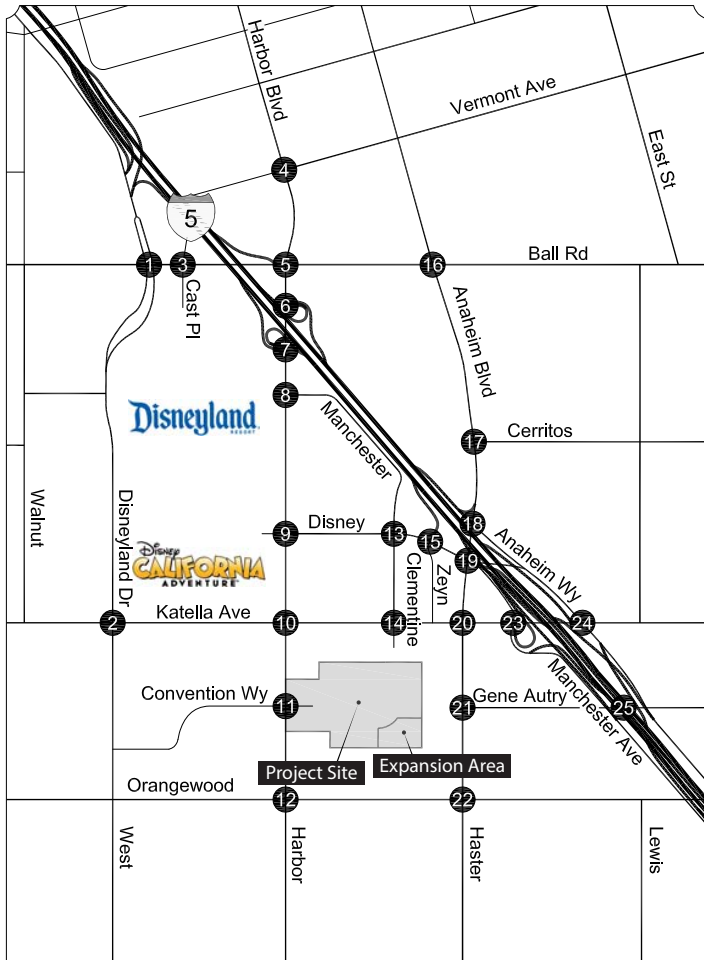 Harbor Blvd
Vermont Ave
East St
4
5
1
3
5
16
Ball Rd
Cast Pl
6
Anaheim Blvd
7
8
Manchester
Disneyland
RESORT
17
Cerritos
Walnut
Disneyland Dr
9
Disney
13
15
18
Anaheim Wy
19
Disney
CALIFORNIA
ADVENTURE
Clementine
Zeyn
2
Katella Ave
10
14
20
23
24
Convention Wy
11
21
Gene Autry
25
Manchester Ave
Project Site
Expansion Area
Orangewood
12
22
West
Harbor
Haster
Lewis